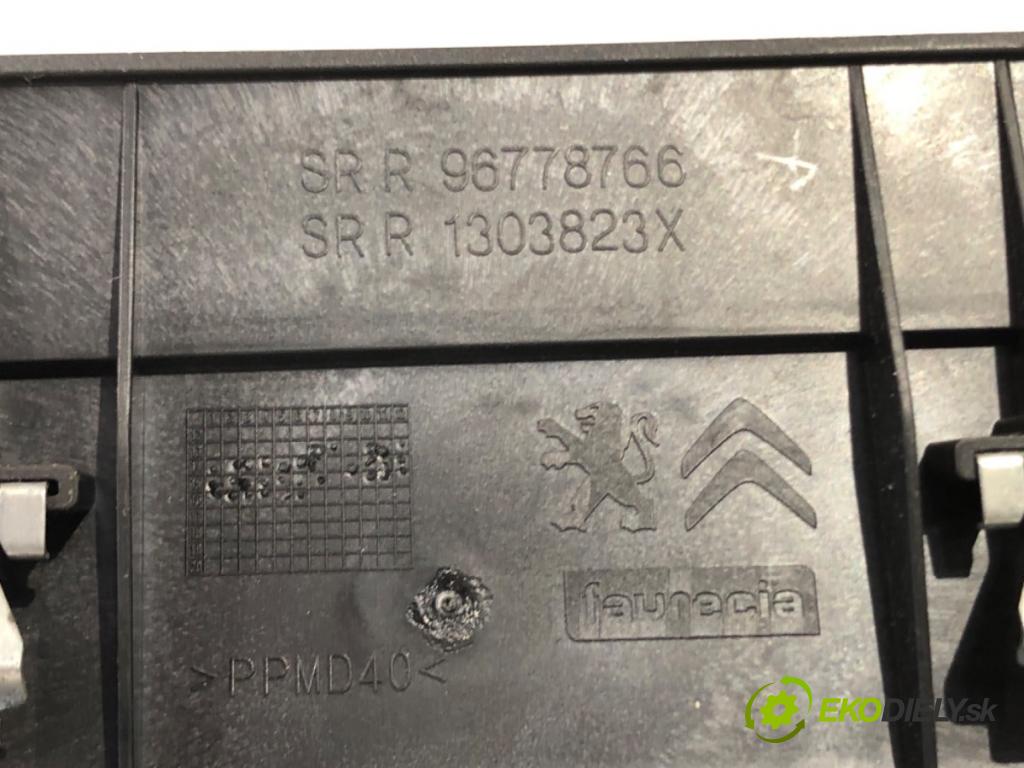 SR R 96778766
SR R 1303823X
faurecia
>PPMD40<
EKODIELY.sk